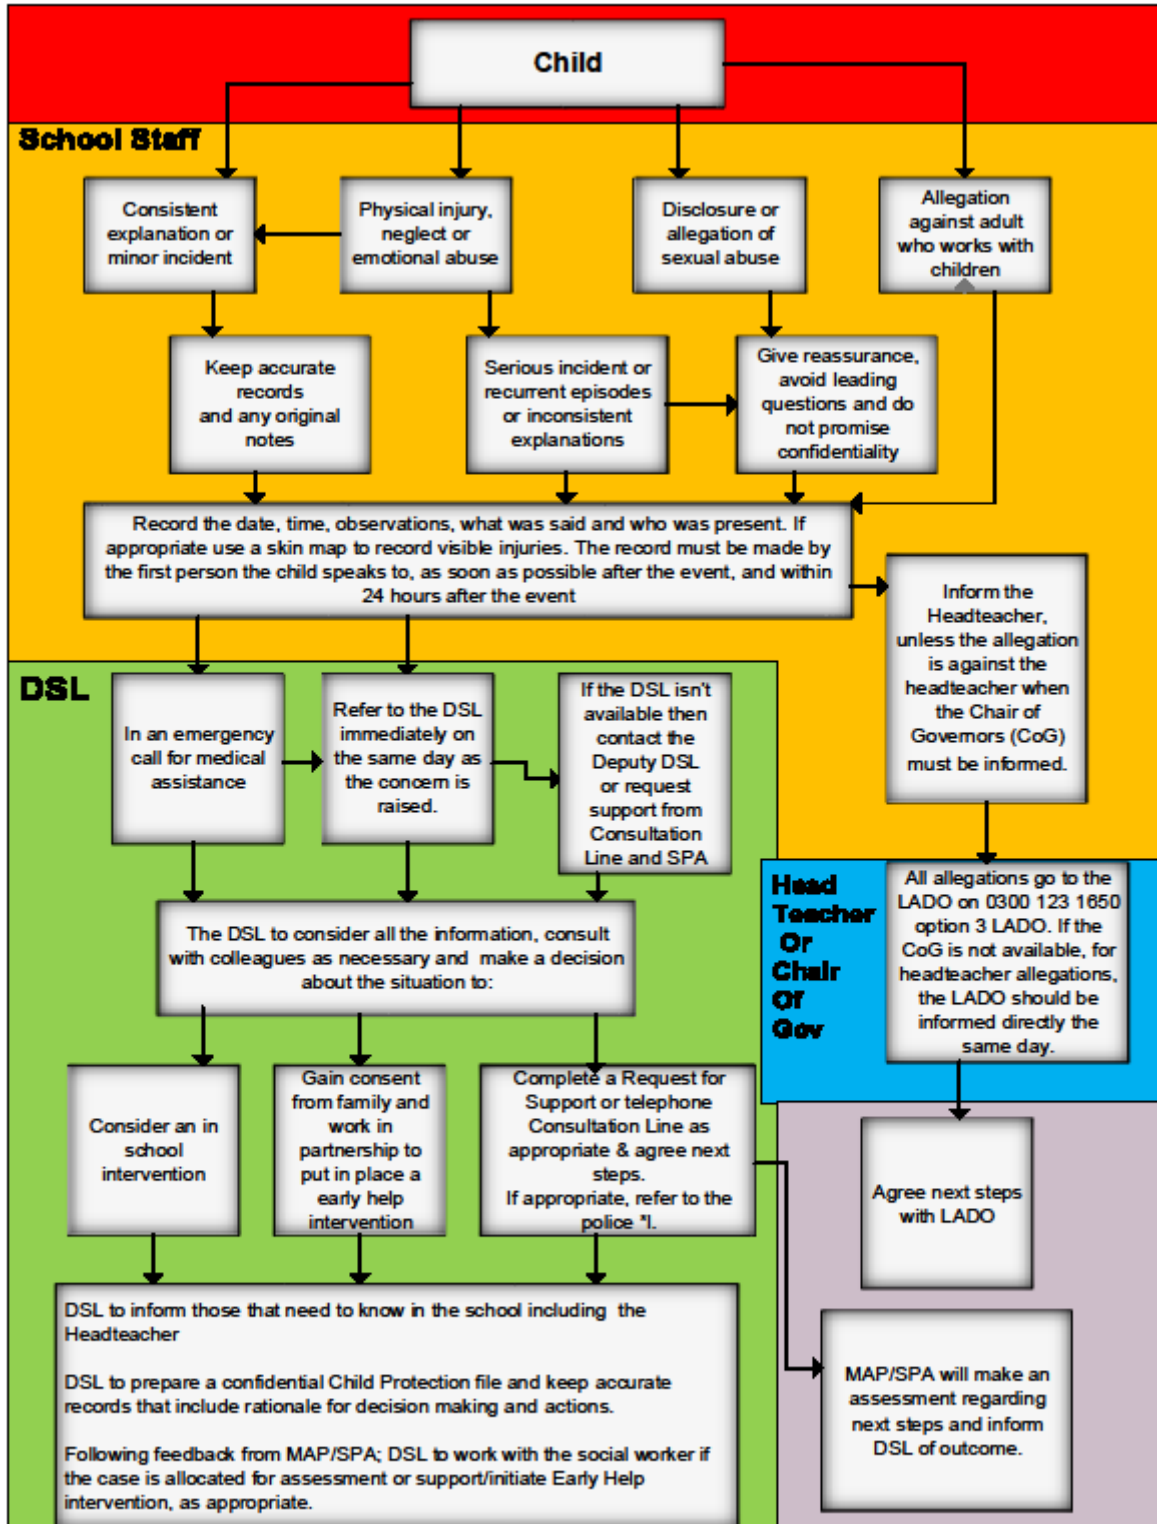 Child
School Staff
Consistent
explanation or
minor incident
Physical injury,
neglect or
emotional abuse
Disclosure or
allegation of
sexual abuse
Allegation
against adult
who works with
children
Keep accurate
records
and any original
notes
Serious incident or
recurrent episodes
or inconsistent
explanations
Give reassurance,
avoid leading
questions and do
not promise
confidentiality
Record the date, time, observations, what was said and who was present. If
appropriate use a skin map to record visible injuries. The record must be made by
the first person the child speaks to, as soon as possible after the event, and within
24 hours after the event
Inform the
Headteacher,
unless the allegation
is against the
headteacher when
the Chair of
Governors (CoG)
must be informed.
DSL
In an emergency
call for medical
assistance
Refer to the DSL
immediately on
the same day as
the concern is
raised.
If the DSL isn't
available then
contact the
Deputy DSL
or request
support from
Consultation
Line and SPA
Head
Teacher
Or
Chair
Of
Gov
All allegations go to the
LADO on 0300 123 1650
option 3 LADO. If the
CoG is not available, for
headteacher allegations,
the LADO should be
informed directly the
same day.
The DSL to consider all the information, consult
with colleagues as necessary and make a decision
about the situation to:
Consider an in
school
intervention
Gain consent
from family and
work in
partnership to
put in place a
early help
intervention
Complete a Request for
Support or telephone
Consultation Line as
appropriate & agree next
steps.
If appropriate, refer to the
police *I.
Agree next steps
with LADO
DSL to inform those that need to know in the school including the
Headteacher
DSL to prepare a confidential Child Protection file and keep accurate
records that include rationale for decision making and actions.
Following feedback from MAP/SPA; DSL to work with the social worker if
the case is allocated for assessment or support/initiate Early Help
intervention, as appropriate.
MAP/SPA will make an
assessment regarding
next steps and inform
DSL of outcome.